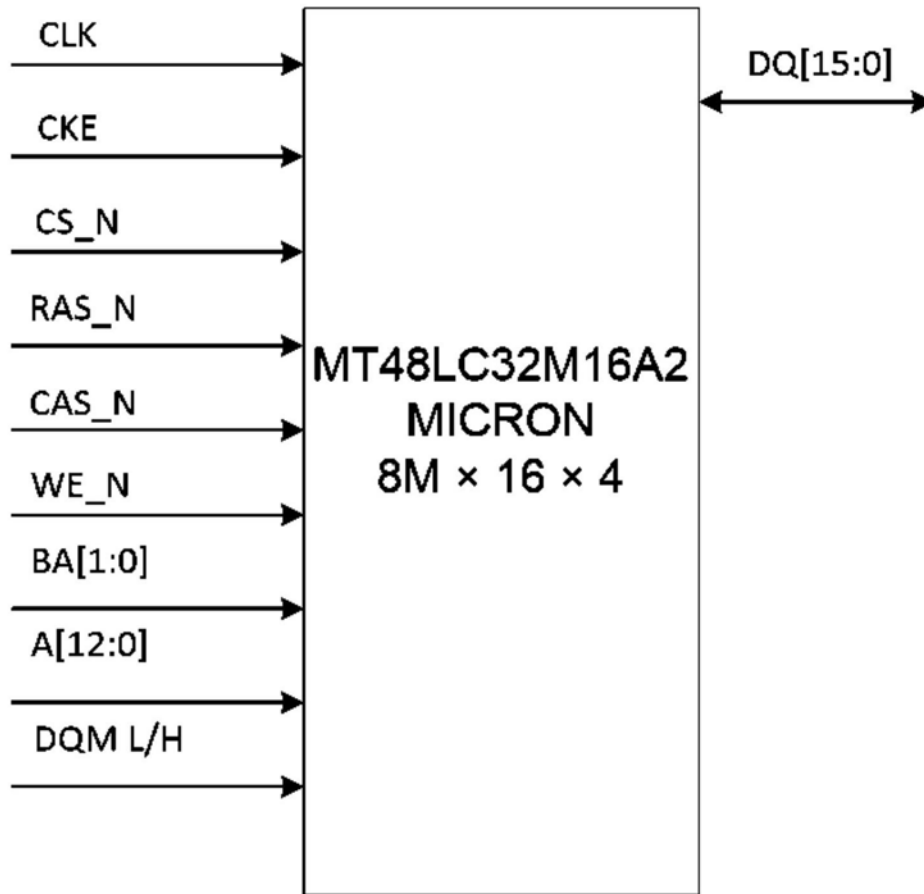 CLK
CKE
CS_N
RAS_N
CAS_N
WE_N
BA[1:0]
A[12:0]
DQM L/H
MT48LC32M16A2
MICRON
8M × 16 × 4
DQ[15:0]